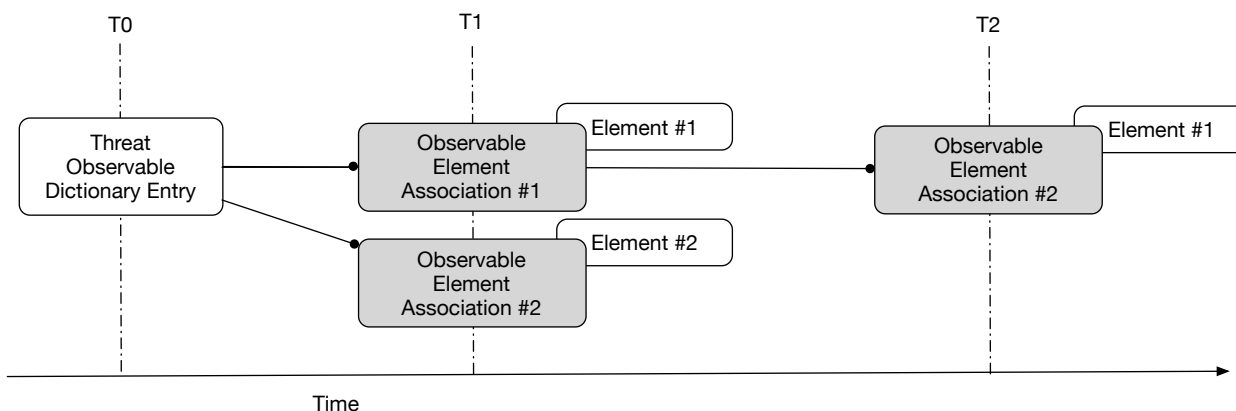 T0
T1
T2
Threat
Observable
Dictionary Entry
Observable
Element
Association #1
Element #1
Observable
Element
Association #2
Element #2
Observable
Element
Association #2
Element #1
Time